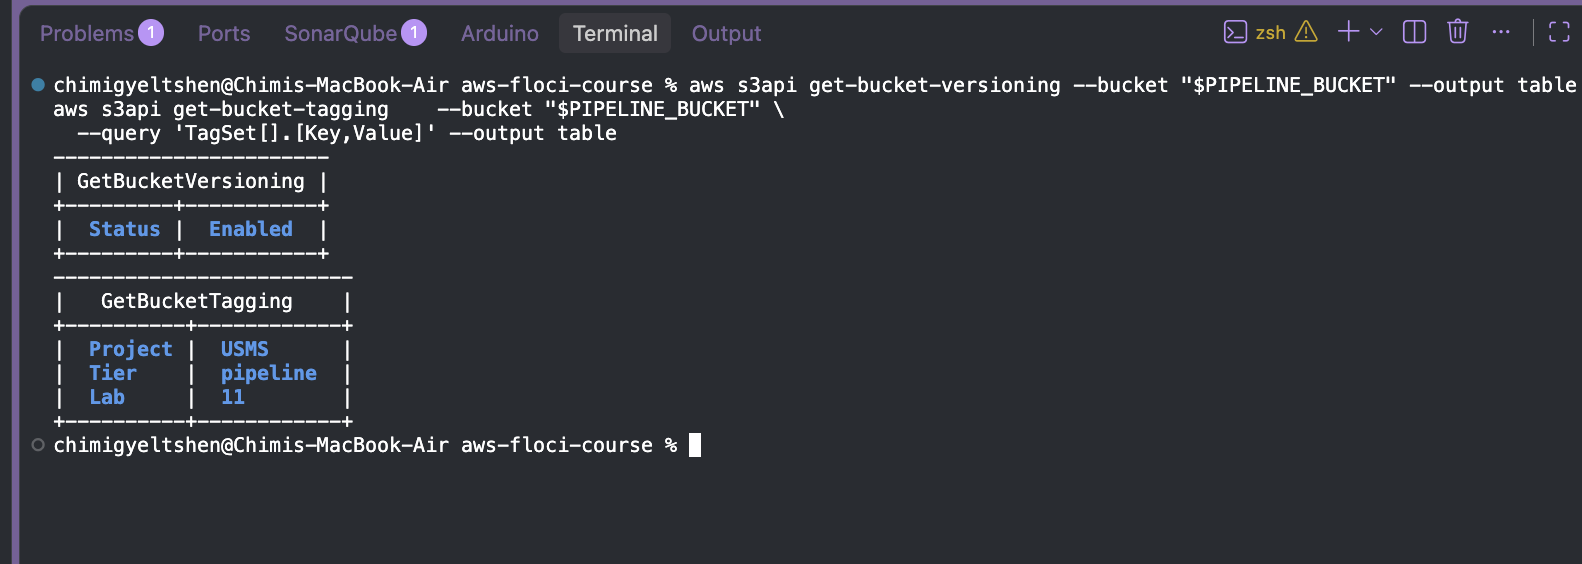 Problems 1 Ports SonarQube 1 Arduino Terminal Output zsh
chimigyeltshen@Chimis-MacBook-Air aws-floci-course % aws s3api get-bucket-versioning --bucket "$PIPELINE_BUCKET" --output table
aws s3api get-bucket-tagging    --bucket "$PIPELINE_BUCKET" \
  --query 'TagSet[].[Key,Value]' --output table
-----------------------
| GetBucketVersioning |
+---------+-----------+
|  Status |  Enabled  |
+---------+-----------+
-------------------------
|   GetBucketTagging    |
+----------+------------+
|  Project |  USMS      |
|  Tier    |  pipeline  |
|  Lab     |  11        |
+----------+------------+
chimigyeltshen@Chimis-MacBook-Air aws-floci-course %